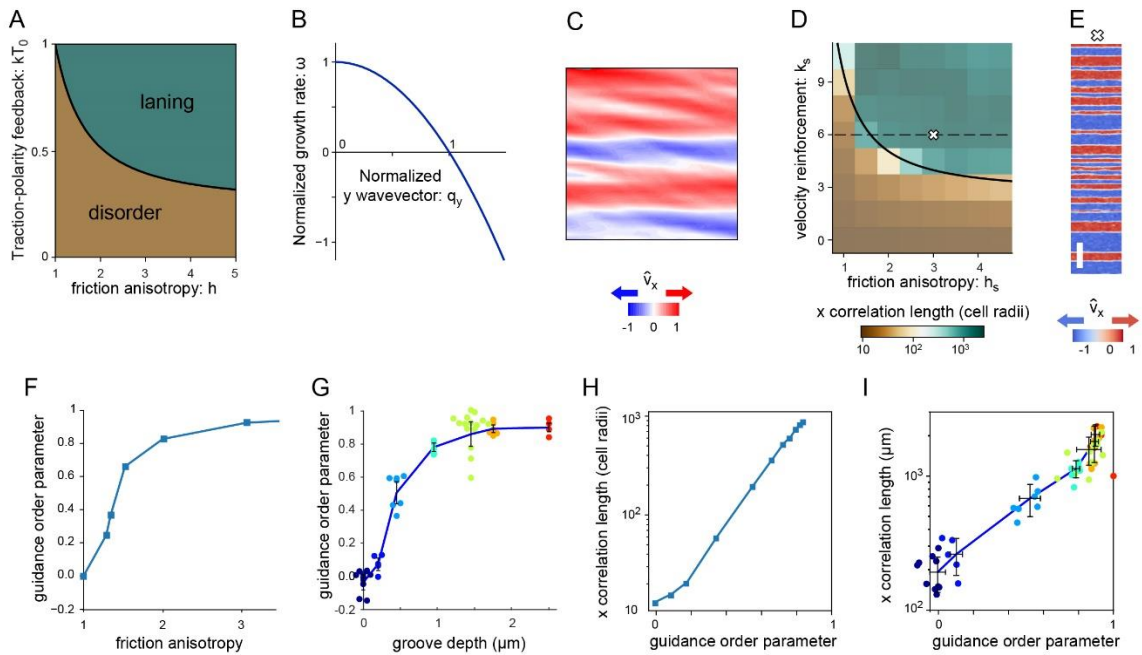 A
Traction-polarity feedback: kT0
1
0.5
0
laning
disorder
1 2 3 4 5
friction anisotropy: h
B
Normalized growth rate: ω
1
0
−1
0 1
Normalized
y wavevector: qy
C
v̂x
-1 0 1
D
velocity reinforcement: ks
9
6
3
0
1 2 3 4
friction anisotropy: hs
x correlation length (cell radii)
10 10² 10³
E
v̂x
-1 0 1
F
guidance order parameter
1.0
0.8
0.6
0.4
0.2
0.0
−0.2
1 2 3
friction anisotropy
G
guidance order parameter
1
0.8
0.6
0.4
0.2
0
−0.2
0 1 2
groove depth (µm)
H
x correlation length (cell radii)
10³
10²
10
0 1
guidance order parameter
I
x correlation length (µm)
10³
10²
0 1
guidance order parameter